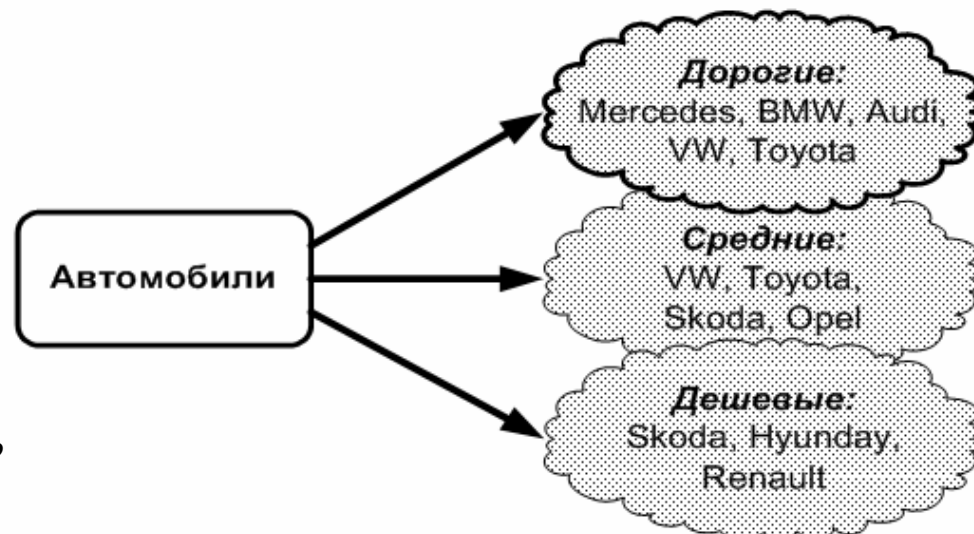 Дорогие:
Mercedes, BMW, Audi,
VW, Toyota
Автомобили
Средние:
VW, Toyota,
Skoda, Opel
Дешевые:
Skoda, Hyunday,
Renault
,